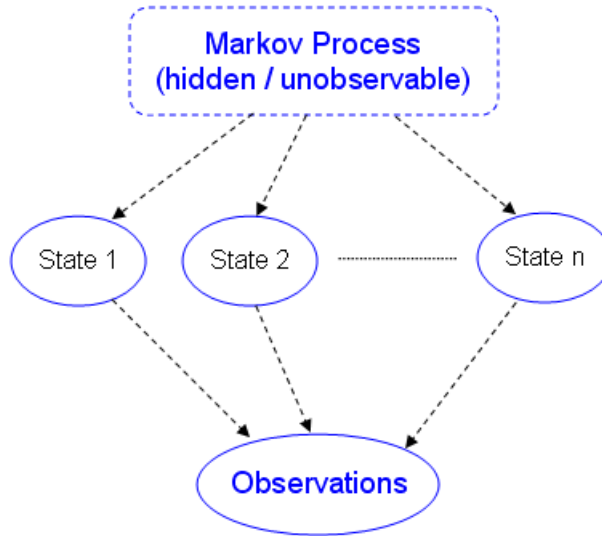 Markov Process
(hidden / unobservable)
State 1
State 2
State n
Observations